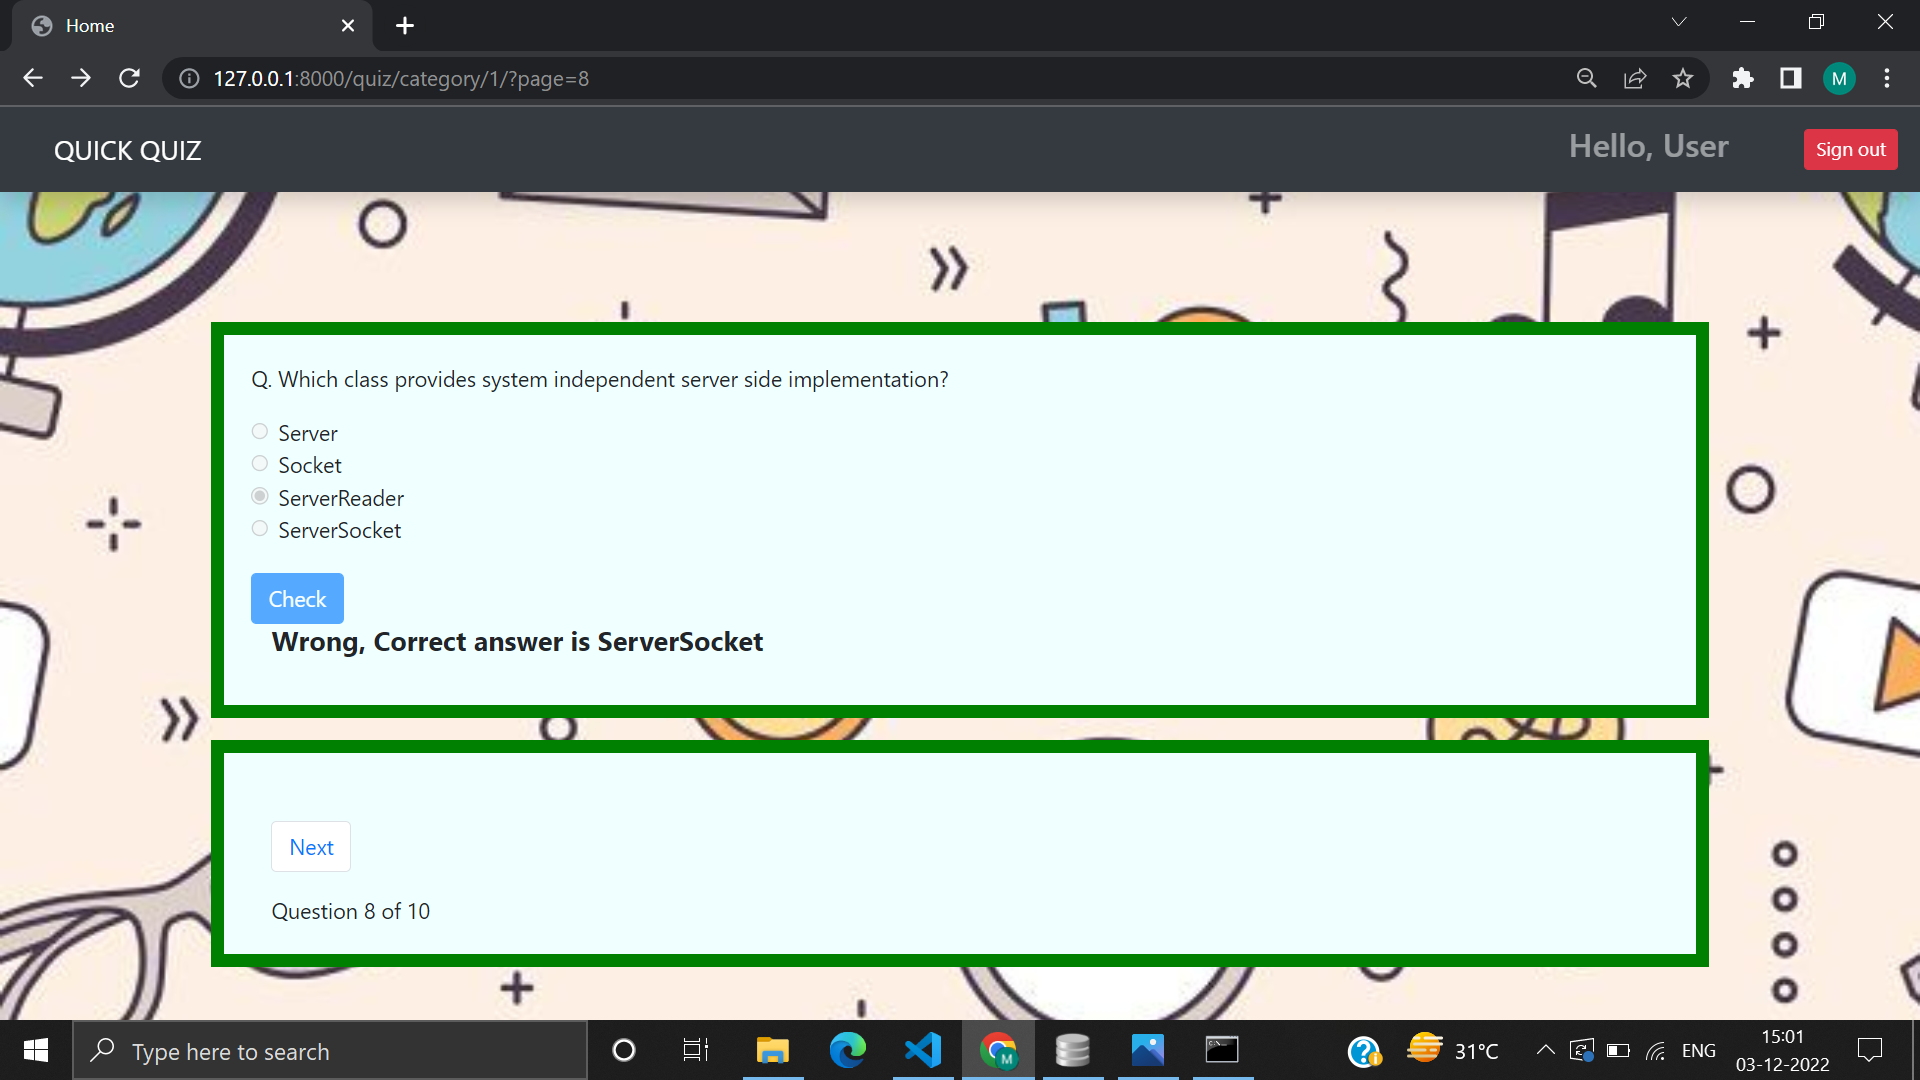 Home
127.0.0.1:8000/quiz/category/1/?page=8
M
QUICK QUIZ
Hello, User
Sign out
Q. Which class provides system independent server side implementation?
Server
Socket
ServerReader
ServerSocket
Check
Wrong, Correct answer is ServerSocket
Next
Question 8 of 10
Type here to search
M
31°C
ENG
15:01
03-12-2022